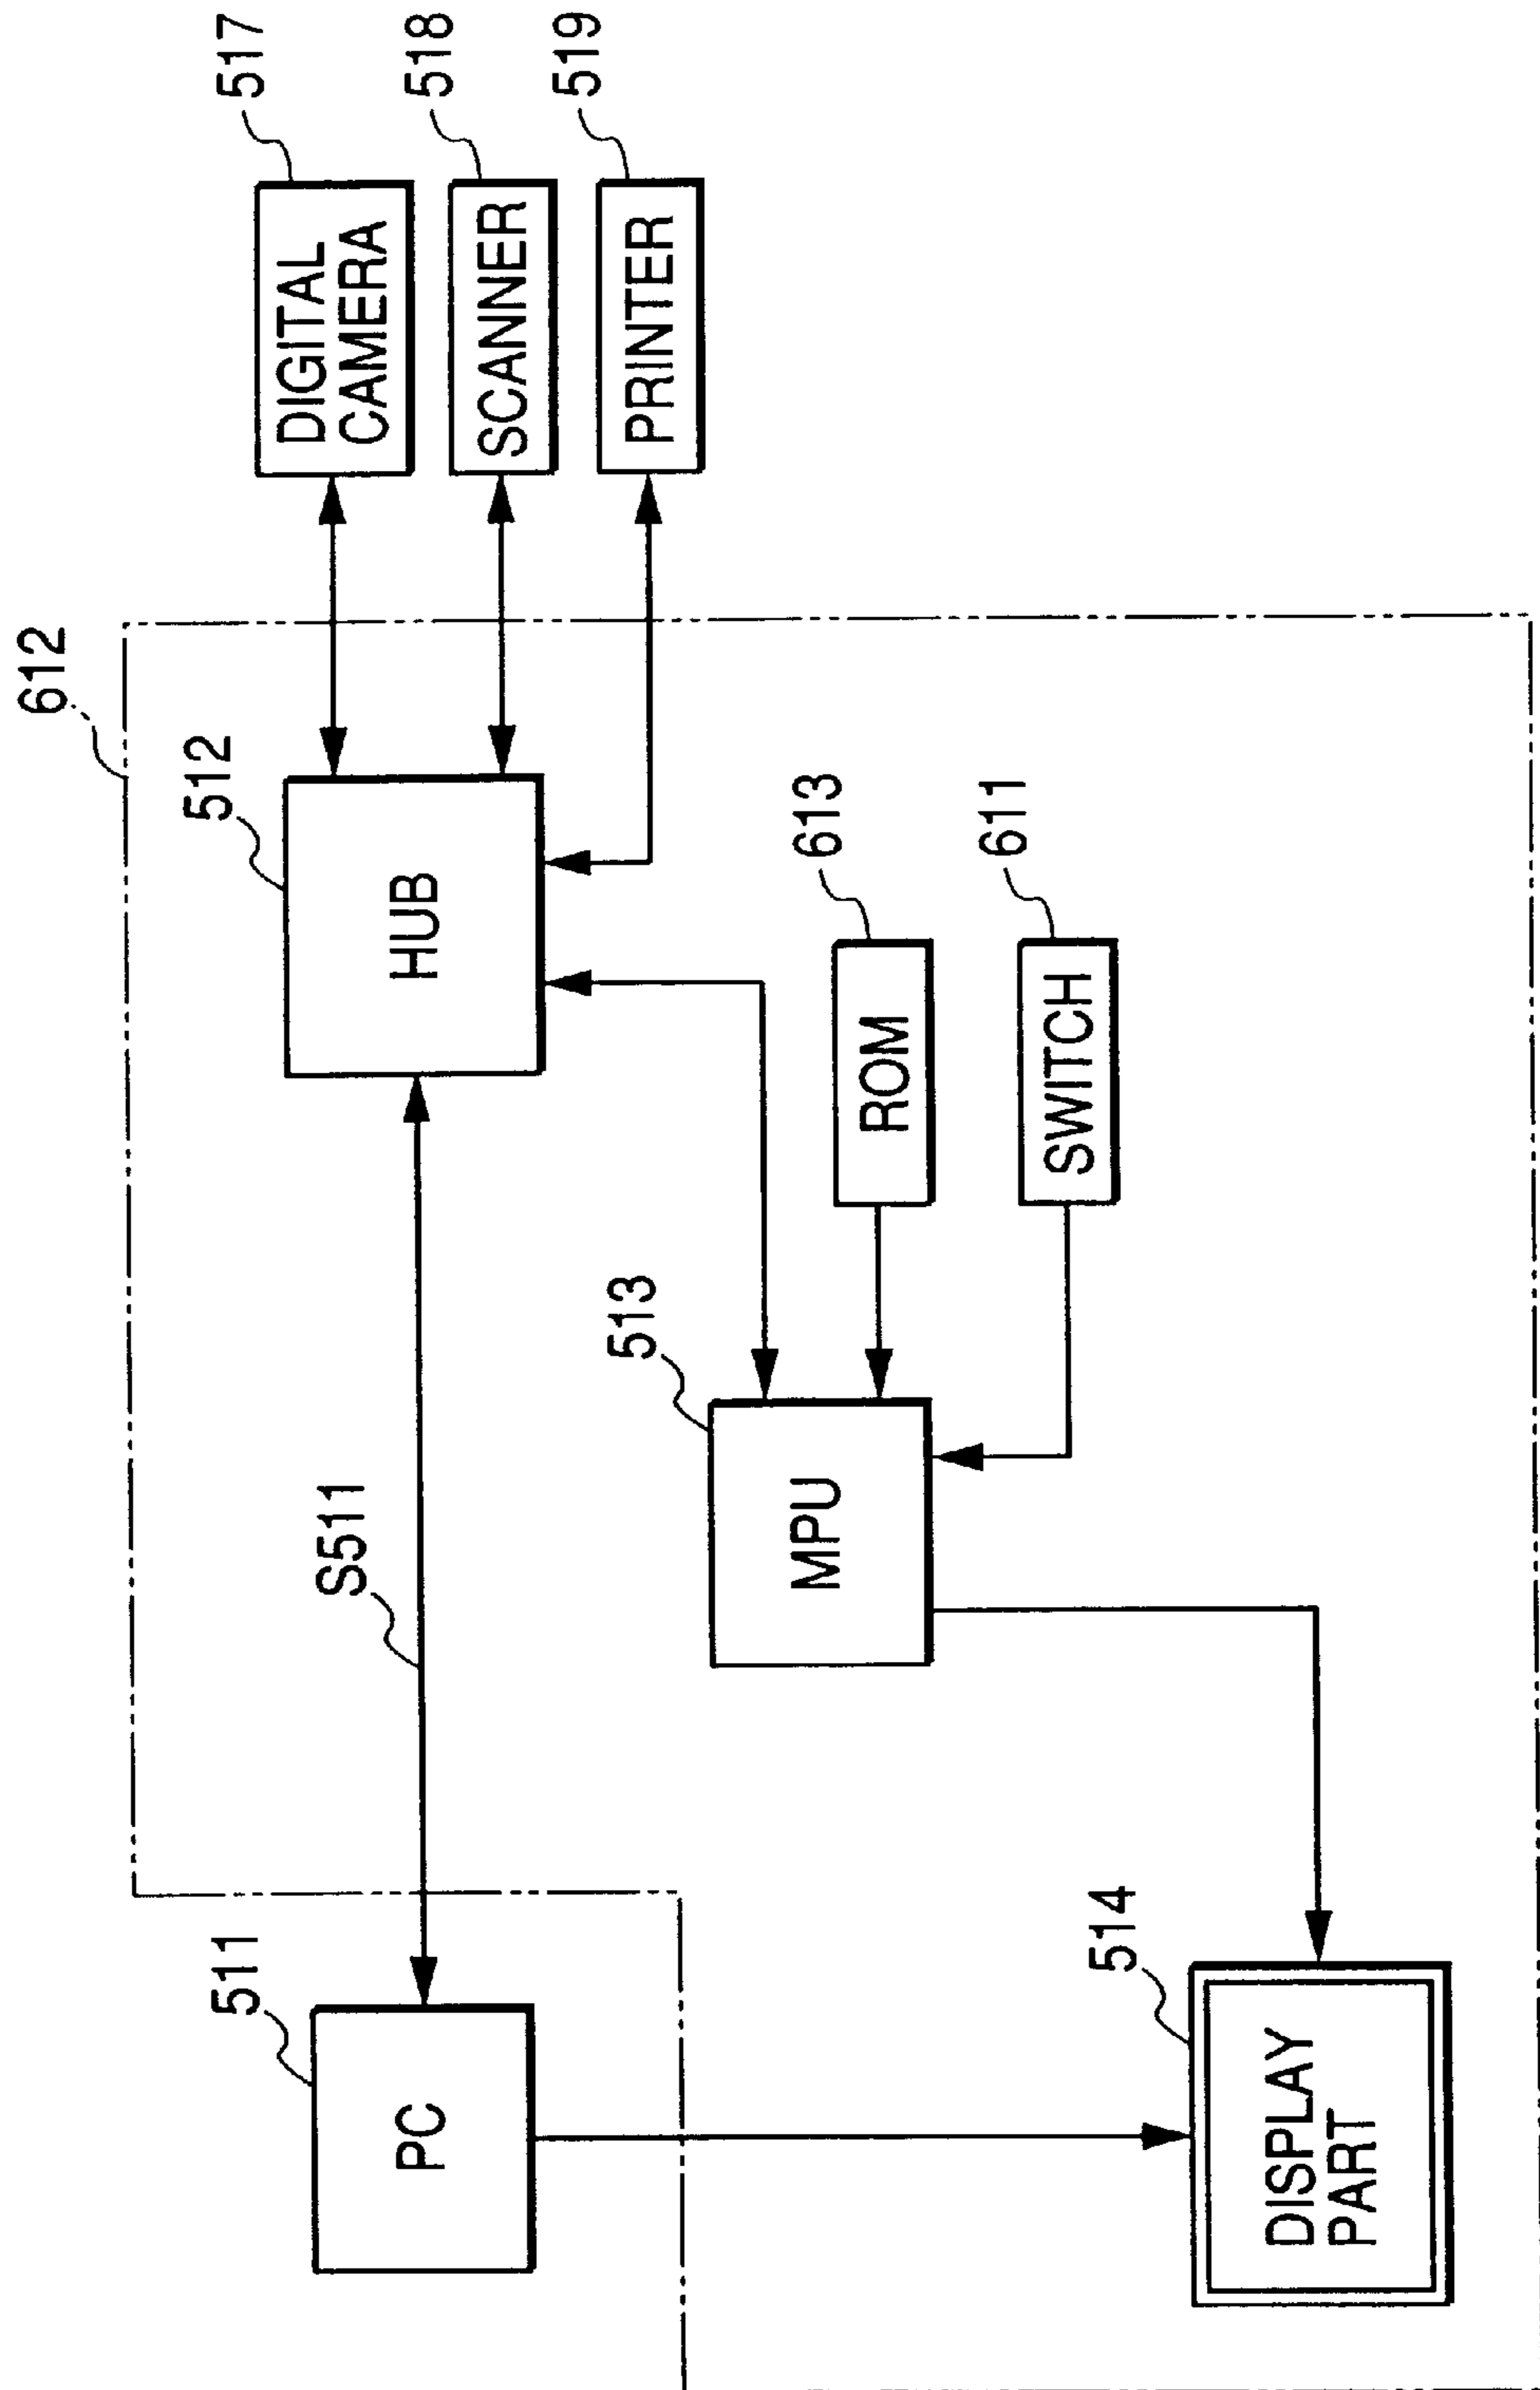 612
512
517
DIGITAL
CAMERA
518
SCANNER
519
PRINTER
HUB
S511
511
PC
513
MPU
613
ROM
611
SWITCH
514
DISPLAY
PART